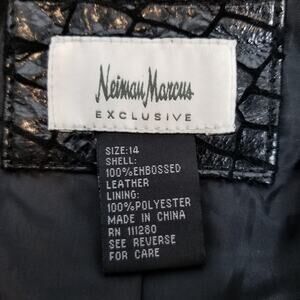 Neiman Marcus
EXCLUSIVE
SIZE:14
SHELL:
100%EMBOSSED
LEATHER
LINING:
100%POLYESTER
MADE IN CHINA
RN 111280
SEE REVERSE
FOR CARE